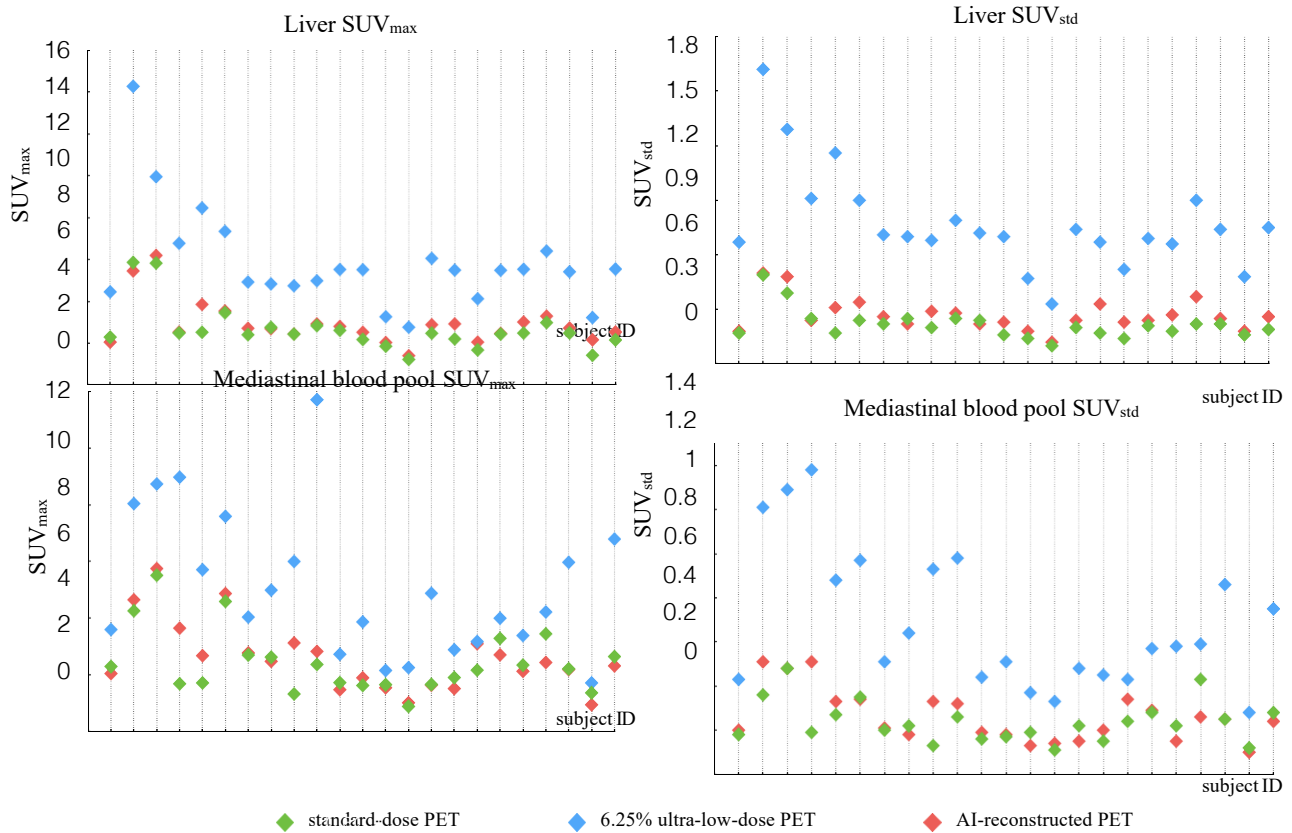 Liver SUVmax
16
14
12
10
8
6
4
2
0
SUVmax
subject ID
Liver SUVstd
1.8
1.5
1.2
0.9
0.6
0.3
0
SUVstd
subject ID
Mediastinal blood pool SUVmax
12
10
8
6
4
2
0
SUVmax
subject ID
Mediastinal blood pool SUVstd
1.4
1.2
1
0.8
0.6
0.4
0.2
0
SUVstd
subject ID
standard-dose PET
6.25% ultra-low-dose PET
AI-reconstructed PET